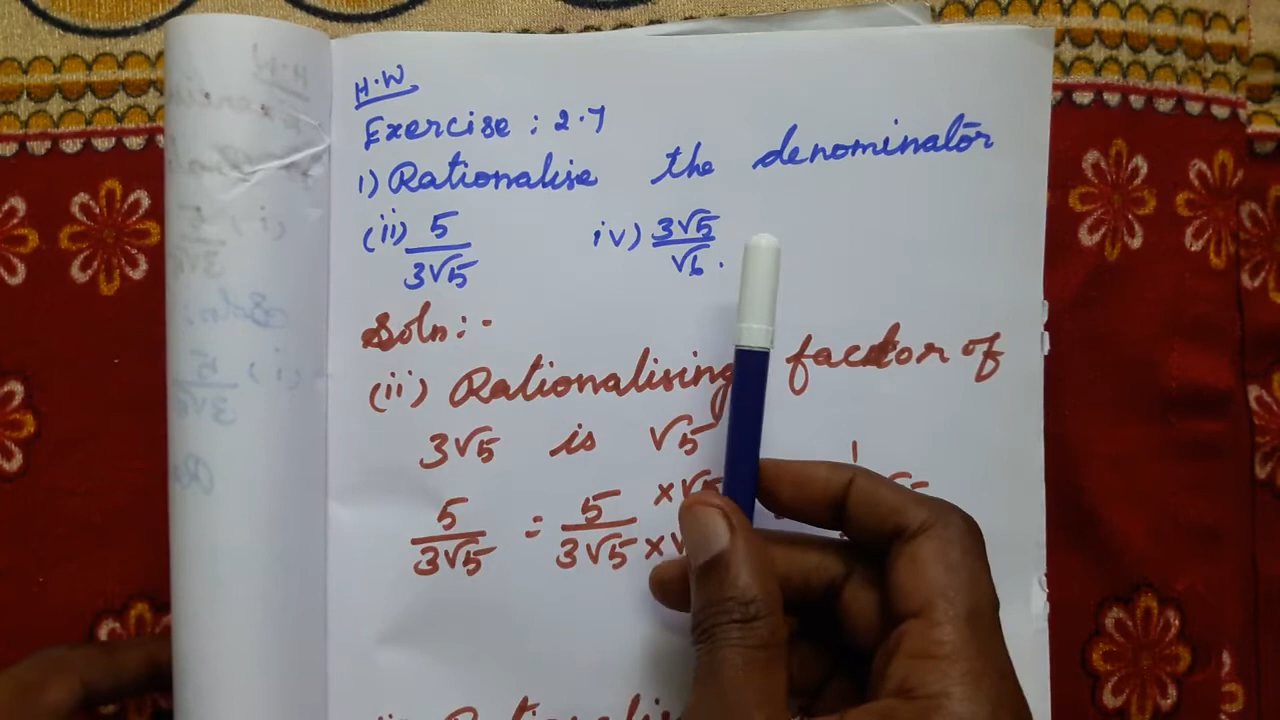 H.W
Exercise : 2.7
1) Rationalise the denominator
(ii) 5/3√5 iv) 3√5/√6.
Soln:-
(ii) Rationalising factor of
3√5 is √5
5/3√5 = 5/3√5 ×√5/×√